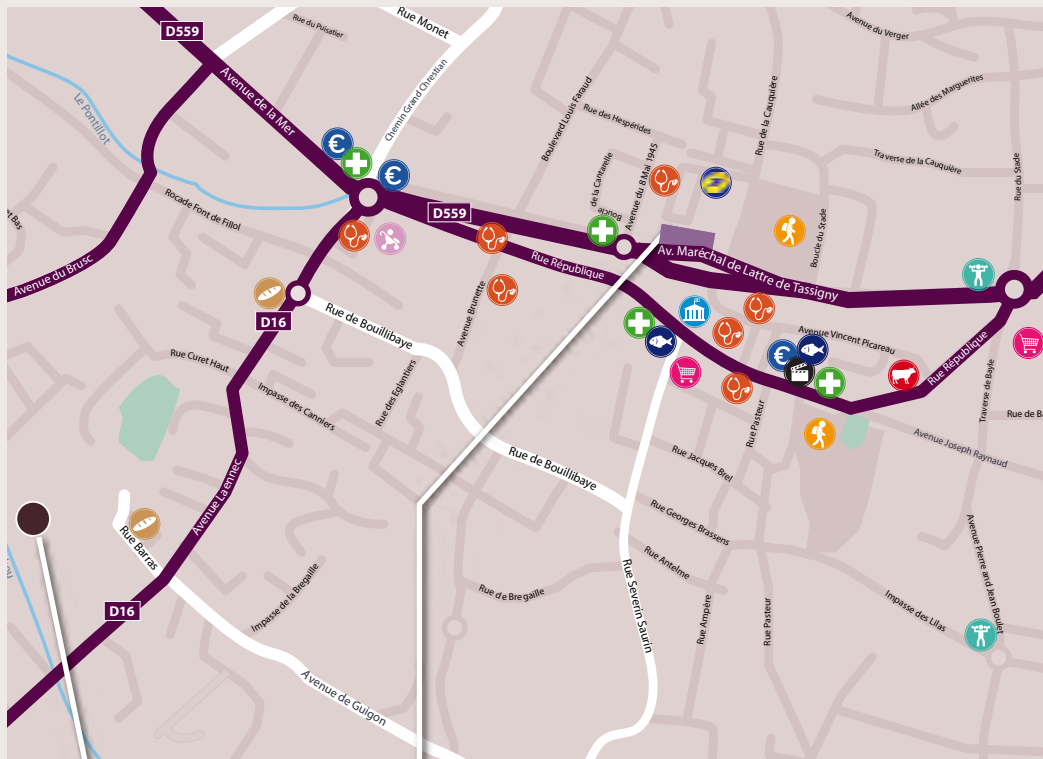 D559
Rue du Puisatier
Rue Monet
Avenue du Verger
Avenue de la Mer
Chemin Grand Chrestian
Le Pontillot
Boulevard Louis Faraud
Rue des Hespérides
Rue de la Cauquière
Allée des Marguerites
Traverse de la Cauquière
Rue du Stade
Avenue du 8 Mai 1945
Boucle
de la Cantarelle
et Bas
Rocade Font de Fillol
D559
Boucle du Stade
Avenue du Brusc
Rue République
Av. Maréchal de Lattre de Tassigny
D16
Rue de Bouillibaye
Avenue Brunette
Avenue Vincent Picareau
Rue République
Rue Curet Haut
Impasse des Canniers
Rue des Eglantiers
Traverse de Bayle
Rue de Ba
Rue Pasteur
Avenue Joseph Raynaud
Rue de Bouillibaye
Rue Jacques Brel
Avenue Laennec
Rue Georges Brassens
Rue Barras
Rue Antelme
Avenue Pierre and Jean Boulet
Impasse de la Bregaille
Rue de Bregaille
Rue Severin Saurin
Rue Ampère
Rue Pasteur
Impasse des Lilas
D16
Avenue de Guigon